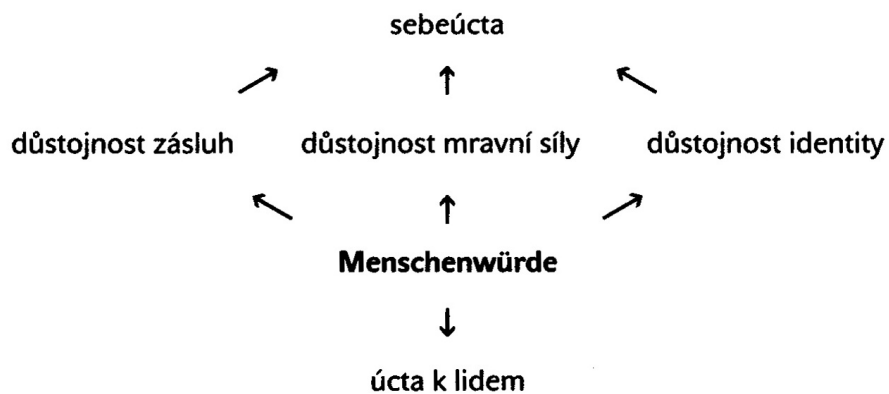 sebeúcta
důstojnost zásluh důstojnost mravní síly důstojnost identity
Menschenwürde
úcta k lidem